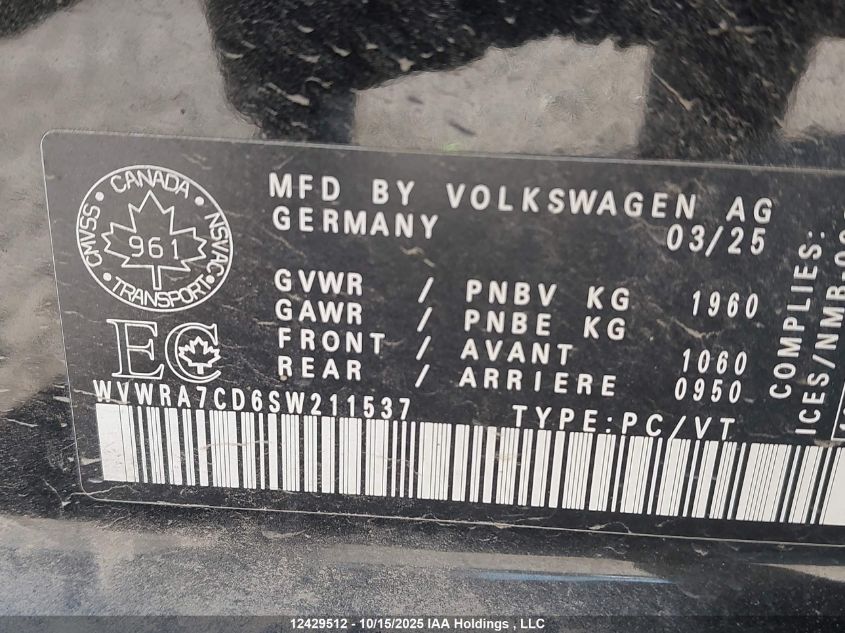 CANADA
CMVSS
NSVAC
961
TRANSPORT
EC
MFD BY VOLKSWAGEN AG
GERMANY 03/25
GVWR / PNBV KG 1960
GAWR / PNBE KG
FRONT / AVANT 1060
REAR / ARRIERE 0950
WVWRA7CD6SW211537 TYPE:PC/VT
COMPLIES:
ICES/NMB-
12429512 - 10/15/2025 IAA Holdings , LLC